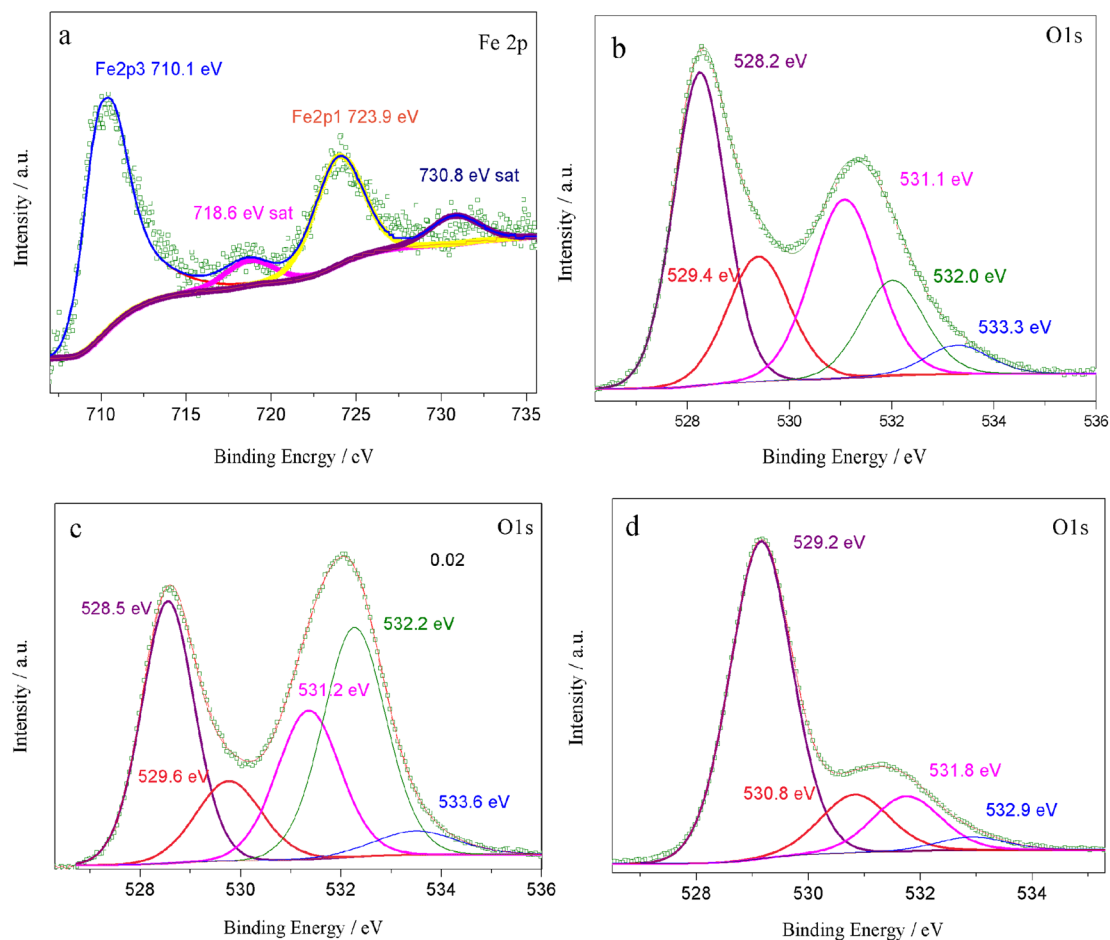 a
Fe 2p
Fe2p3 710.1 eV
Fe2p1 723.9 eV
718.6 eV sat
730.8 eV sat
Intensity / a.u.
710 715 720 725 730 735
Binding Energy / eV
b
O1s
528.2 eV
531.1 eV
529.4 eV
532.0 eV
533.3 eV
Intensity / a.u.
528 530 532 534 536
Binding Energy / eV
c
O1s
0.02
528.5 eV
532.2 eV
531.2 eV
529.6 eV
533.6 eV
Intensity / a.u.
528 530 532 534 536
Binding Energy / eV
d
O1s
529.2 eV
530.8 eV
531.8 eV
532.9 eV
Intensity / a.u.
528 530 532 534
Binding Energy / eV